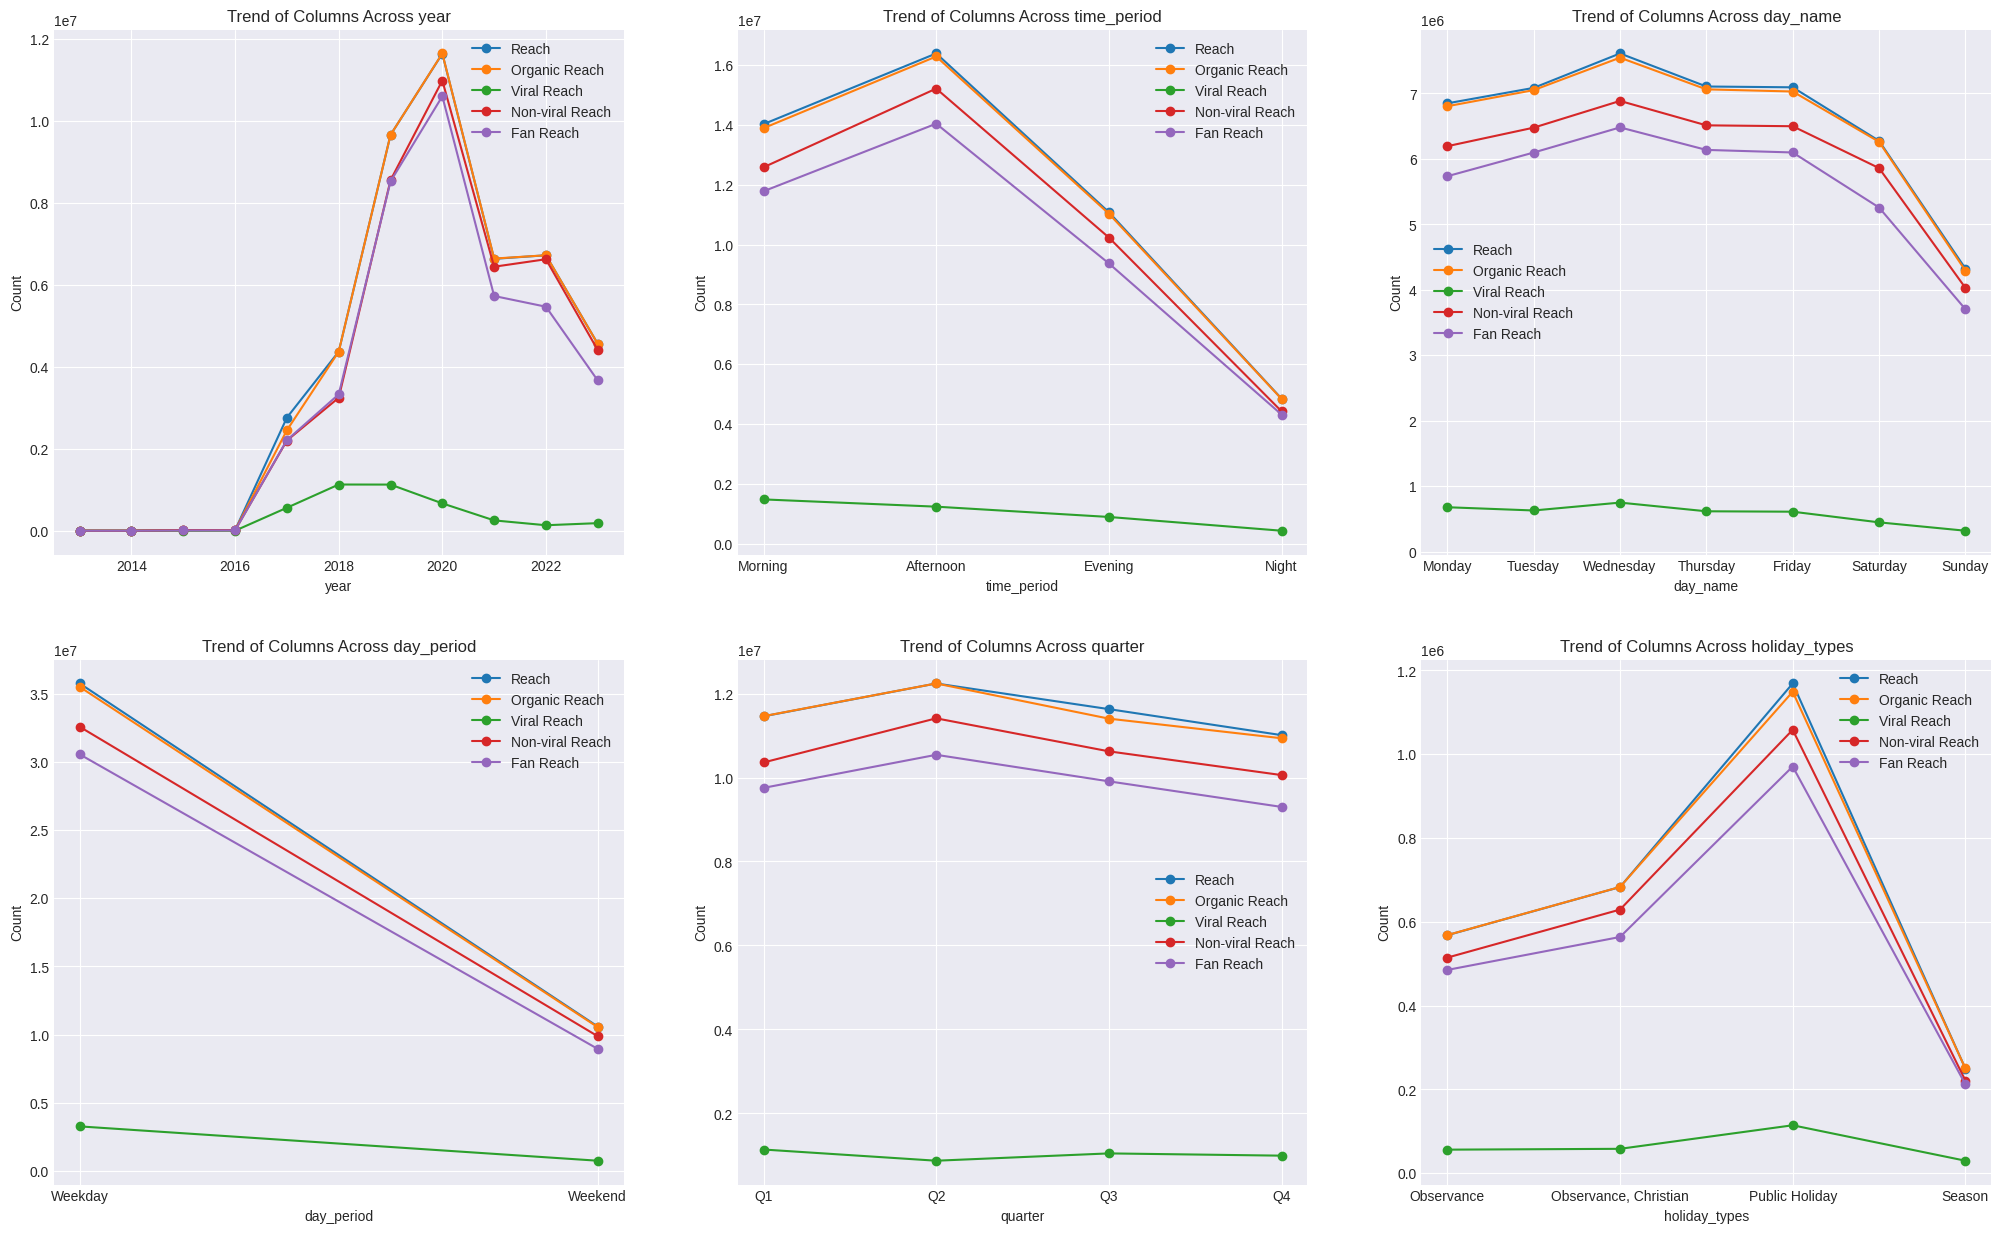 Trend of Columns Across year
1e7
1.2
1.0
0.8
0.6
0.4
0.2
0.0
Count
2014 2016 2018 2020 2022
year
Reach
Organic Reach
Viral Reach
Non-viral Reach
Fan Reach
Trend of Columns Across time_period
1e7
1.6
1.4
1.2
1.0
0.8
0.6
0.4
0.2
0.0
Count
Morning Afternoon Evening Night
time_period
Reach
Organic Reach
Viral Reach
Non-viral Reach
Fan Reach
Trend of Columns Across day_name
1e6
7
6
5
4
3
2
1
0
Count
Monday Tuesday Wednesday Thursday Friday Saturday Sunday
day_name
Reach
Organic Reach
Viral Reach
Non-viral Reach
Fan Reach
Trend of Columns Across day_period
1e7
3.5
3.0
2.5
2.0
1.5
1.0
0.5
0.0
Count
Weekday Weekend
day_period
Reach
Organic Reach
Viral Reach
Non-viral Reach
Fan Reach
Trend of Columns Across quarter
1e7
1.2
1.0
0.8
0.6
0.4
0.2
Count
Q1 Q2 Q3 Q4
quarter
Reach
Organic Reach
Viral Reach
Non-viral Reach
Fan Reach
Trend of Columns Across holiday_types
1e6
1.2
1.0
0.8
0.6
0.4
0.2
0.0
Count
Observance Observance, Christian Public Holiday Season
holiday_types
Reach
Organic Reach
Viral Reach
Non-viral Reach
Fan Reach